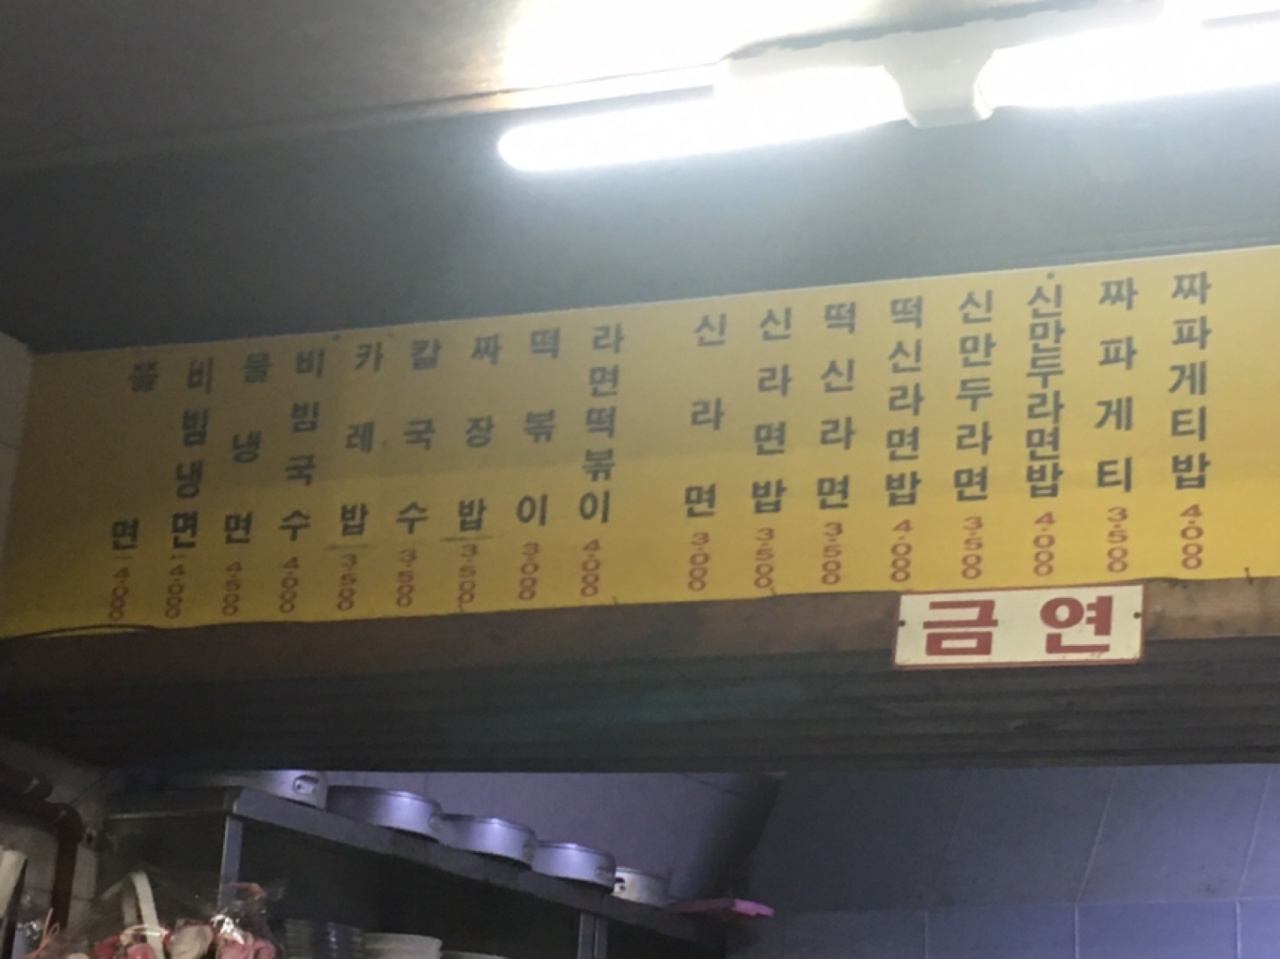 쫄면 4.000
비빔냉면 4.000
물냉면 4.500
비빔국수 4.000
카레밥 3.500
칼국수 3.500
짜장밥 3.500
떡볶이 3.000
라면떡볶이 4.000
신라면 3.000
신라면밥 3.500
떡신라면 3.500
떡신라면밥 4.000
신만두라면 3.500
신만두라면밥 4.000
짜파게티 3.500
짜파게티밥 4.000
금연